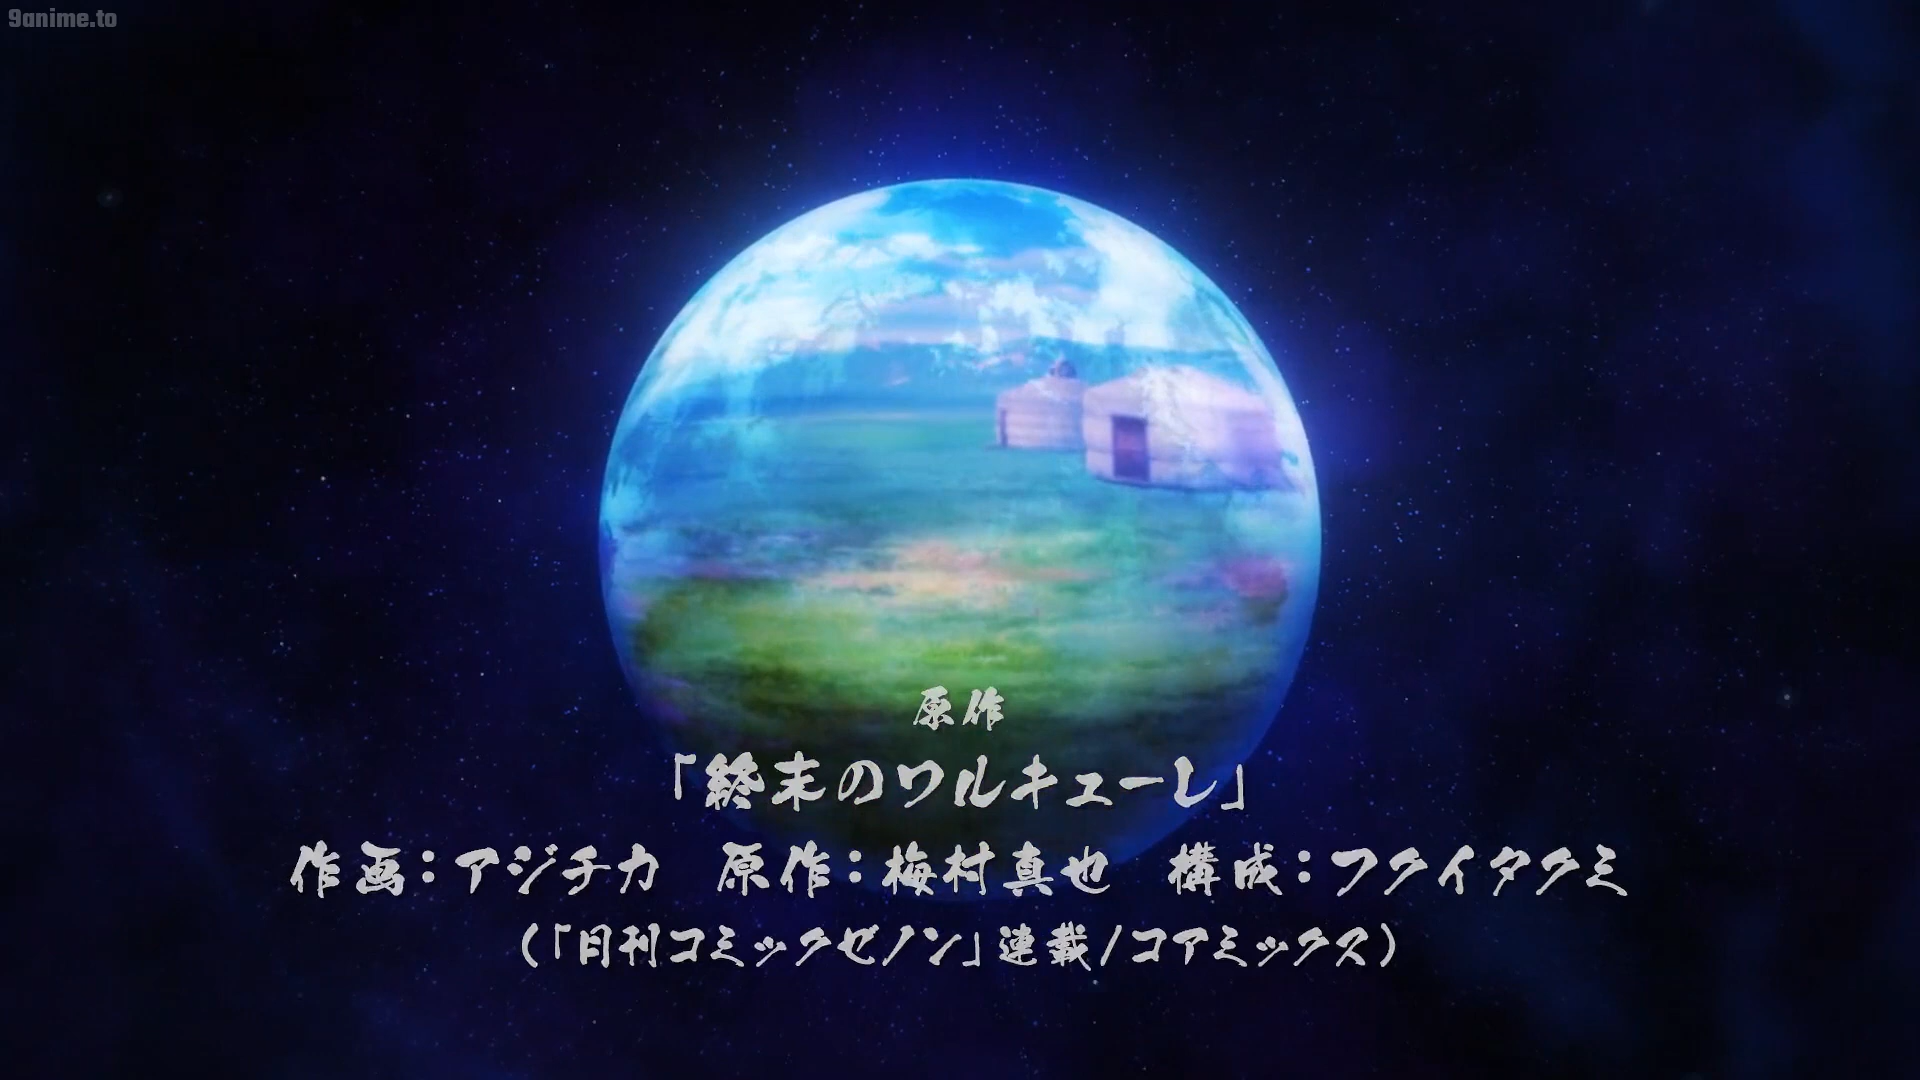 9anime.to
原作
「終末のワルキューレ」
作画：アジチカ　原作：梅村真也　構成：フクイタクミ
（「月刊コミックゼノン」連載/コアミックス）